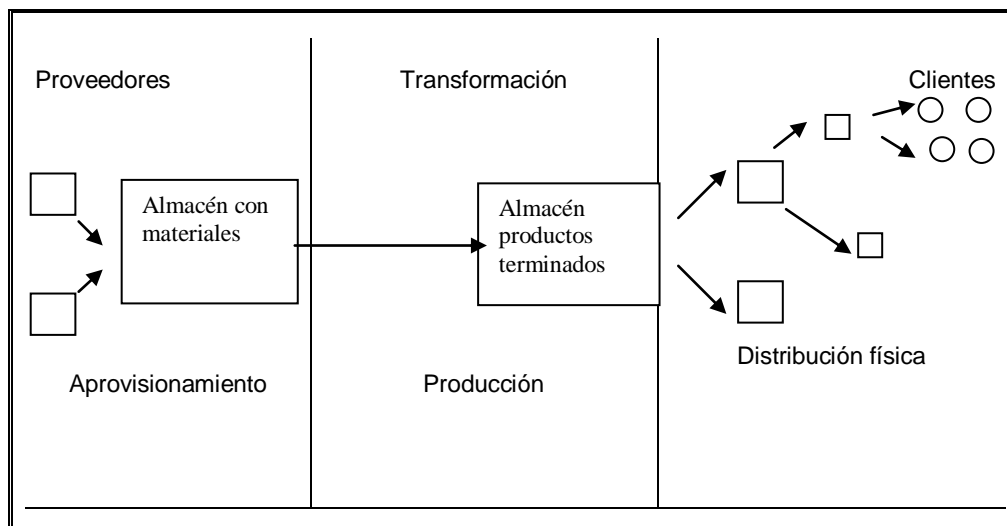 Proveedores
Transformación
Clientes
Almacén con
materiales
Almacén
productos
terminados
Distribución física
Aprovisionamiento
Producción